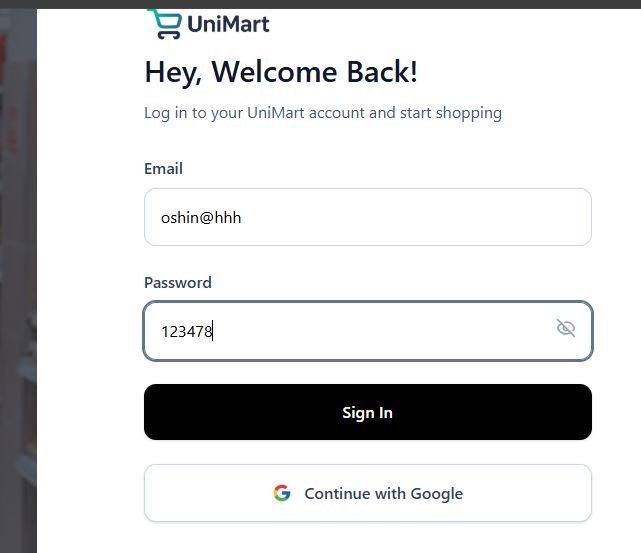 UniMart
Hey, Welcome Back!
Log in to your UniMart account and start shopping
Email
oshin@hhh
Password
123478
Sign In
Continue with Google